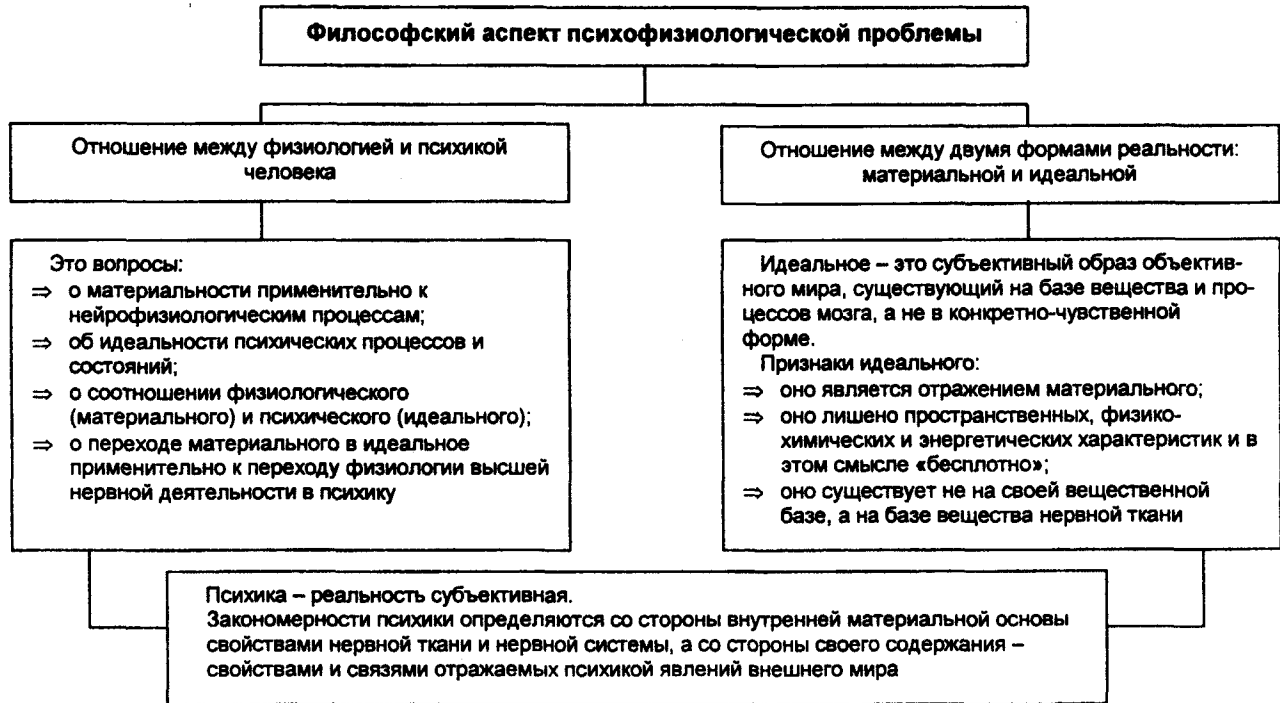 Философский аспект психофизиологической проблемы
Отношение между физиологией и психикой
человека
Отношение между двумя формами реальности:
материальной и идеальной
Это вопросы:
⇒ о материальности применительно к
нейрофизиологическим процессам;
⇒ об идеальности психических процессов и
состояний;
⇒ о соотношении физиологического
(материального) и психического (идеального);
⇒ о переходе материального в идеальное
применительно к переходу физиологии высшей
нервной деятельности в психику
Идеальное – это субъективный образ объектив-
ного мира, существующий на базе вещества и про-
цессов мозга, а не в конкретно-чувственной
форме.
Признаки идеального:
⇒ оно является отражением материального;
⇒ оно лишено пространственных, физико-
химических и энергетических характеристик и в
этом смысле «бесплотно»;
⇒ оно существует не на своей вещественной
базе, а на базе вещества нервной ткани
Психика – реальность субъективная.
Закономерности психики определяются со стороны внутренней материальной основы
свойствами нервной ткани и нервной системы, а со стороны своего содержания –
свойствами и связями отражаемых психикой явлений внешнего мира